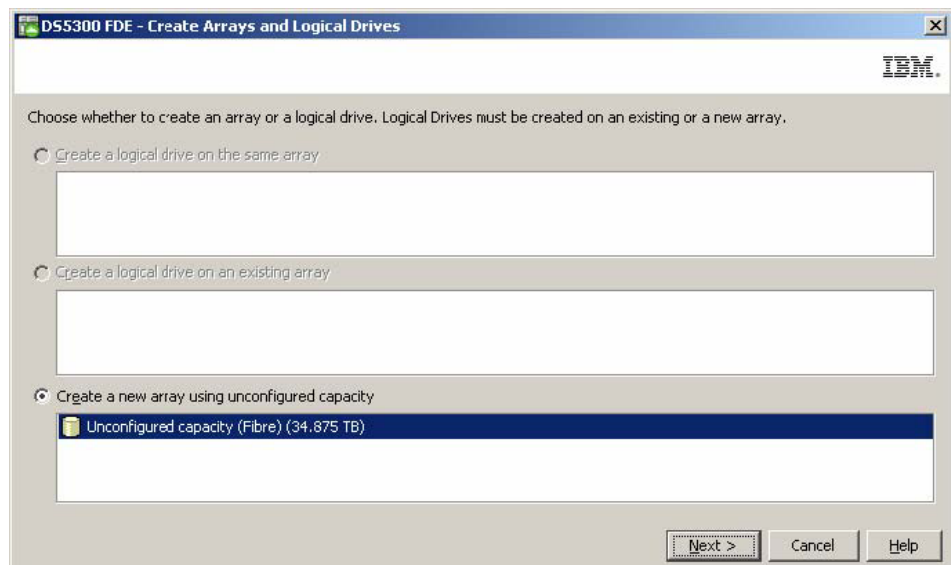 DS5300 FDE - Create Arrays and Logical Drives
IBM.
Choose whether to create an array or a logical drive. Logical Drives must be created on an existing or a new array.
Create a logical drive on the same array
Create a logical drive on an existing array
Create a new array using unconfigured capacity
Unconfigured capacity (Fibre) (34.875 TB)
Next > Cancel Help